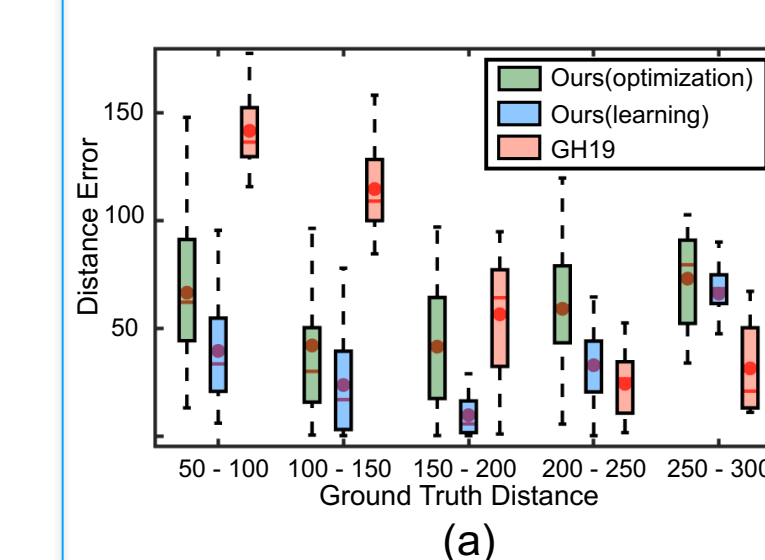 Ours(optimization)
Ours(learning)
GH19
150
100
50
Distance Error
50 - 100 100 - 150 150 - 200 200 - 250 250 - 300
Ground Truth Distance
(a)